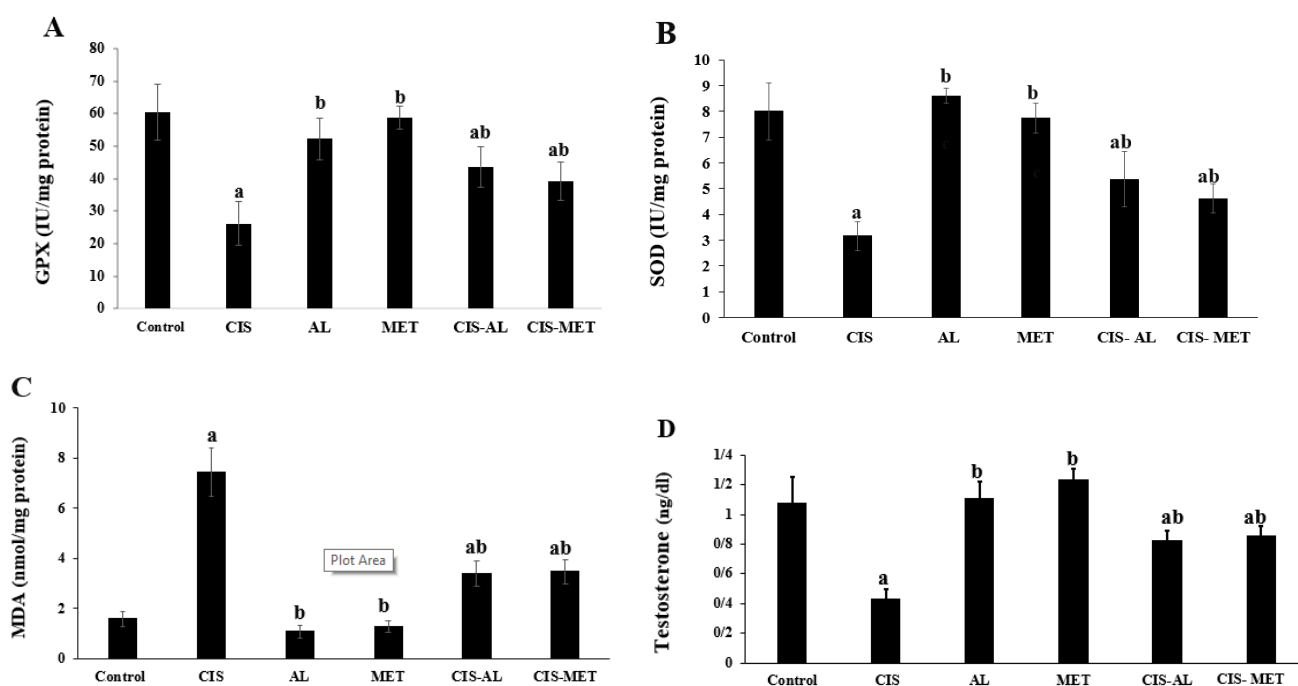 A
GPX (IU/mg protein)
80
70
60
50
40
30
20
10
0
b
b
ab
ab
a
Control CIS AL MET CIS-AL CIS-MET
B
SOD (IU/mg protein)
10
9
8
7
6
5
4
3
2
1
0
b
b
ab
ab
a
c
c
Control CIS AL MET CIS- AL CIS- MET
C
MDA (nmol/mg protein)
10
8
6
4
2
0
a
ab
ab
b
b
Plot Area
Control CIS AL MET CIS-AL CIS-MET
D
Testosterone (ng/dl)
1/4
1/2
1
0/8
0/6
0/4
0/2
0
b
b
ab
ab
a
Control CIS AL MET CIS-AL CIS- MET